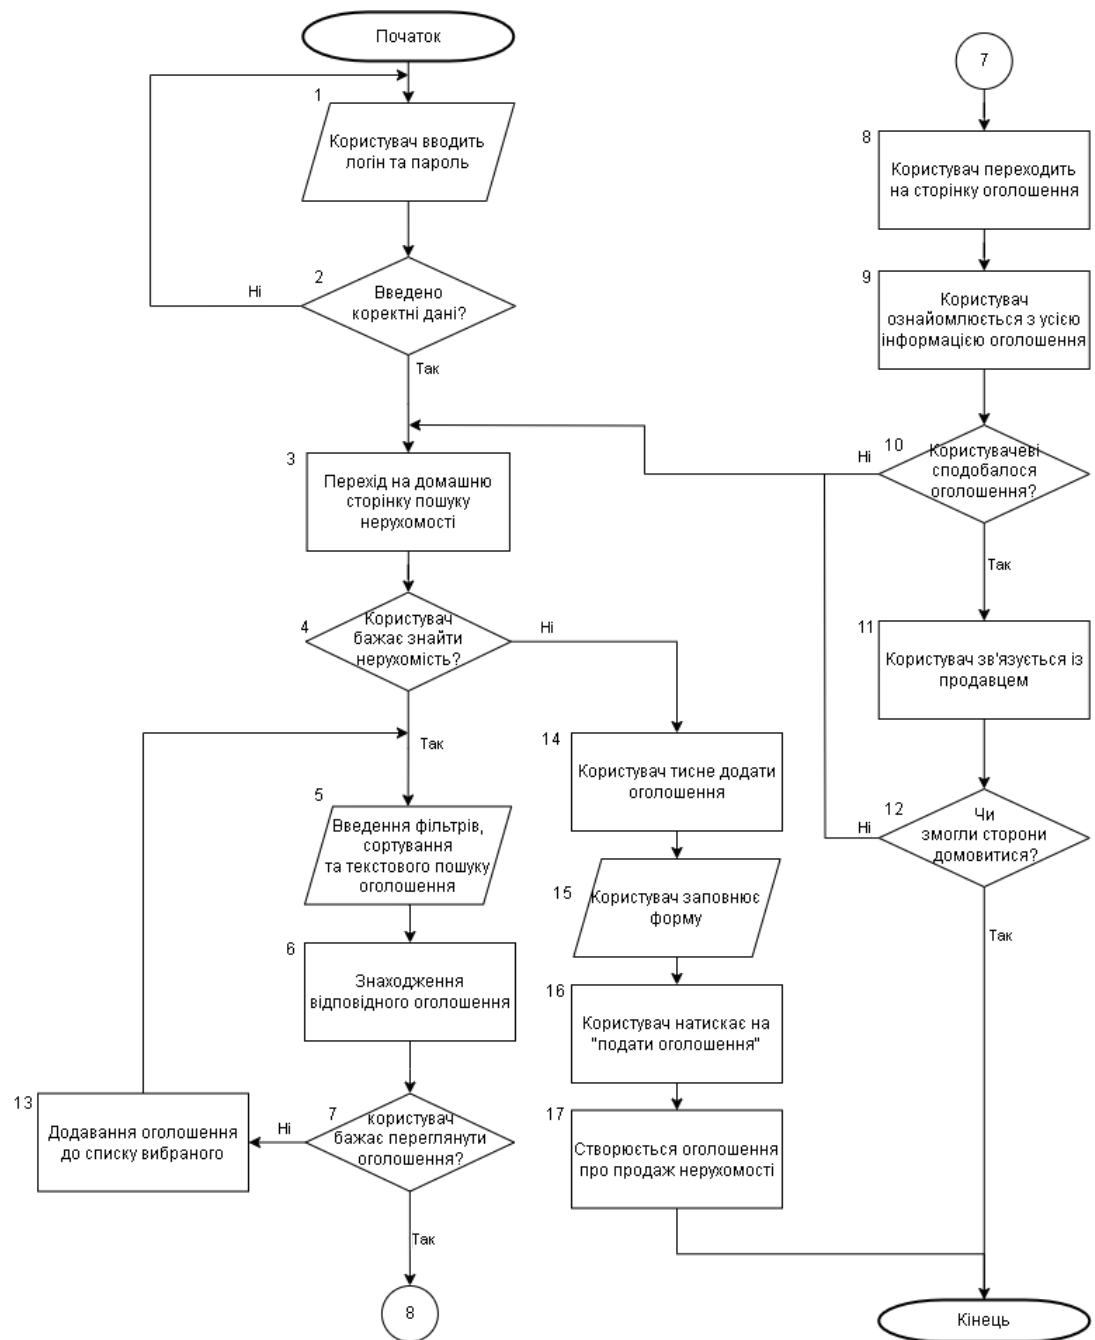 Початок
1
Користувач вводить
логін та пароль
2
Введено
коректні дані?
Ні
Так
3
Перехід на домашню
сторінку пошуку
нерухомості
4
Користувач
бажає знайти
нерухомість?
Ні
Так
5
Введення фільтрів,
сортування
та текстового пошуку
оголошення
6
Знаходження
відповідного оголошення
7
користувач
бажає переглянути
оголошення?
Ні
Так
8
13
Додавання оголошення
до списку вибраного
14
Користувач тисне додати
оголошення
15
Користувач заповнює
форму
16
Користувач натискає на
"подати оголошення"
17
Створюється оголошення
про продаж нерухомості
7
8
Користувач переходить
на сторінку оголошення
9
Користувач
ознайомлюється з усією
інформацією оголошення
10
Користувачеві
сподобалося
оголошення?
Ні
Так
11
Користувач зв'язується із
продавцем
12
Чи
змогли сторони
домовитися?
Ні
Так
Кінець